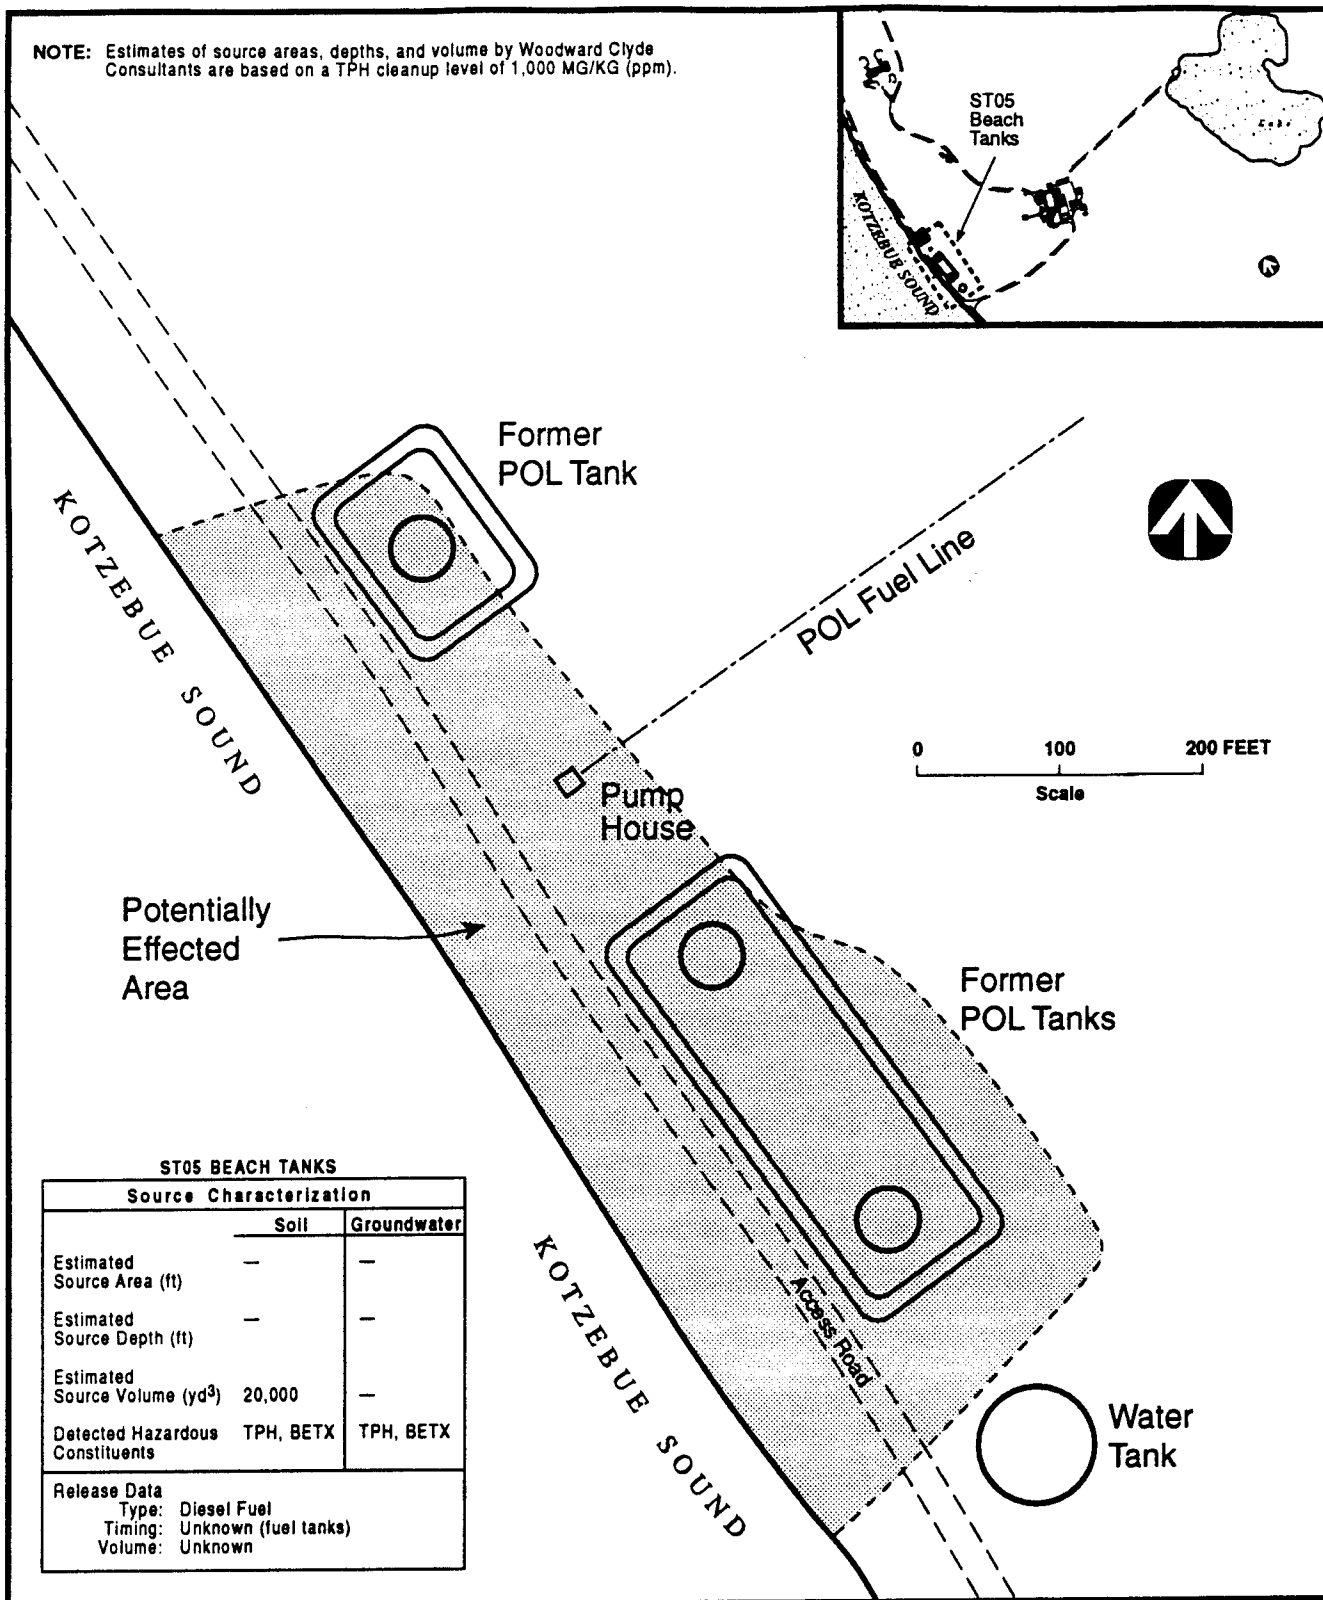 NOTE: Estimates of source areas, depths, and volume by Woodward Clyde
Consultants are based on a TPH cleanup level of 1,000 MG/KG (ppm).
ST05
Beach
Tanks
Lake
KOTZEBUE SOUND
Former
POL Tank
KOTZEBUE SOUND
POL Fuel Line
0 100 200 FEET
Scale
Pump
House
Potentially
Effected
Area
Former
POL Tanks
KOTZEBUE SOUND
Access Road
Water
Tank
ST05 BEACH TANKS
Source Characterization
Soil Groundwater
Estimated
Source Area (ft) — —
Estimated
Source Depth (ft) — —
Estimated
Source Volume (yd³) 20,000 —
Detected Hazardous TPH, BETX TPH, BETX
Constituents
Release Data
Type: Diesel Fuel
Timing: Unknown (fuel tanks)
Volume: Unknown